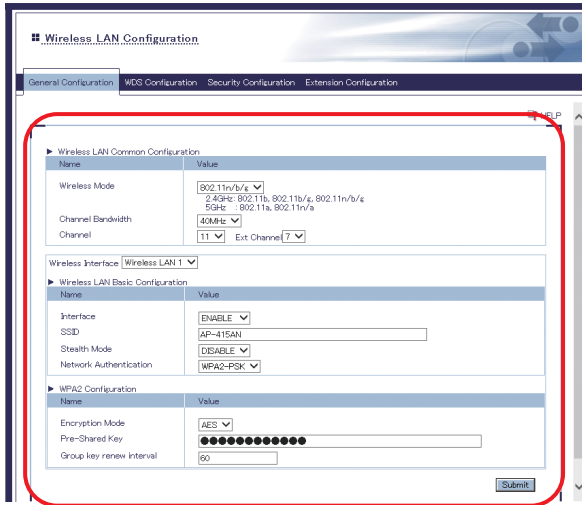 Wireless LAN Configuration
General Configuration WDS Configuration Security Configuration Extension Configuration
HELP
Wireless LAN Common Configuration
Name Value
Wireless Mode 802.11n/b/g
2.4GHz: 802.11b, 802.11b/g, 802.11n/b/g
5GHz : 802.11a, 802.11n/a
Channel Bandwidth 40MHz
Channel 11 Ext Channel 7
Wireless Interface Wireless LAN 1
Wireless LAN Basic Configuration
Name Value
Interface ENABLE
SSID AP-415AN
Stealth Mode DISABLE
Network Authentication WPA2-PSK
WPA2 Configuration
Name Value
Encryption Mode AES
Pre-Shared Key ●●●●●●●●●●●●
Group key renew interval 60
Submit